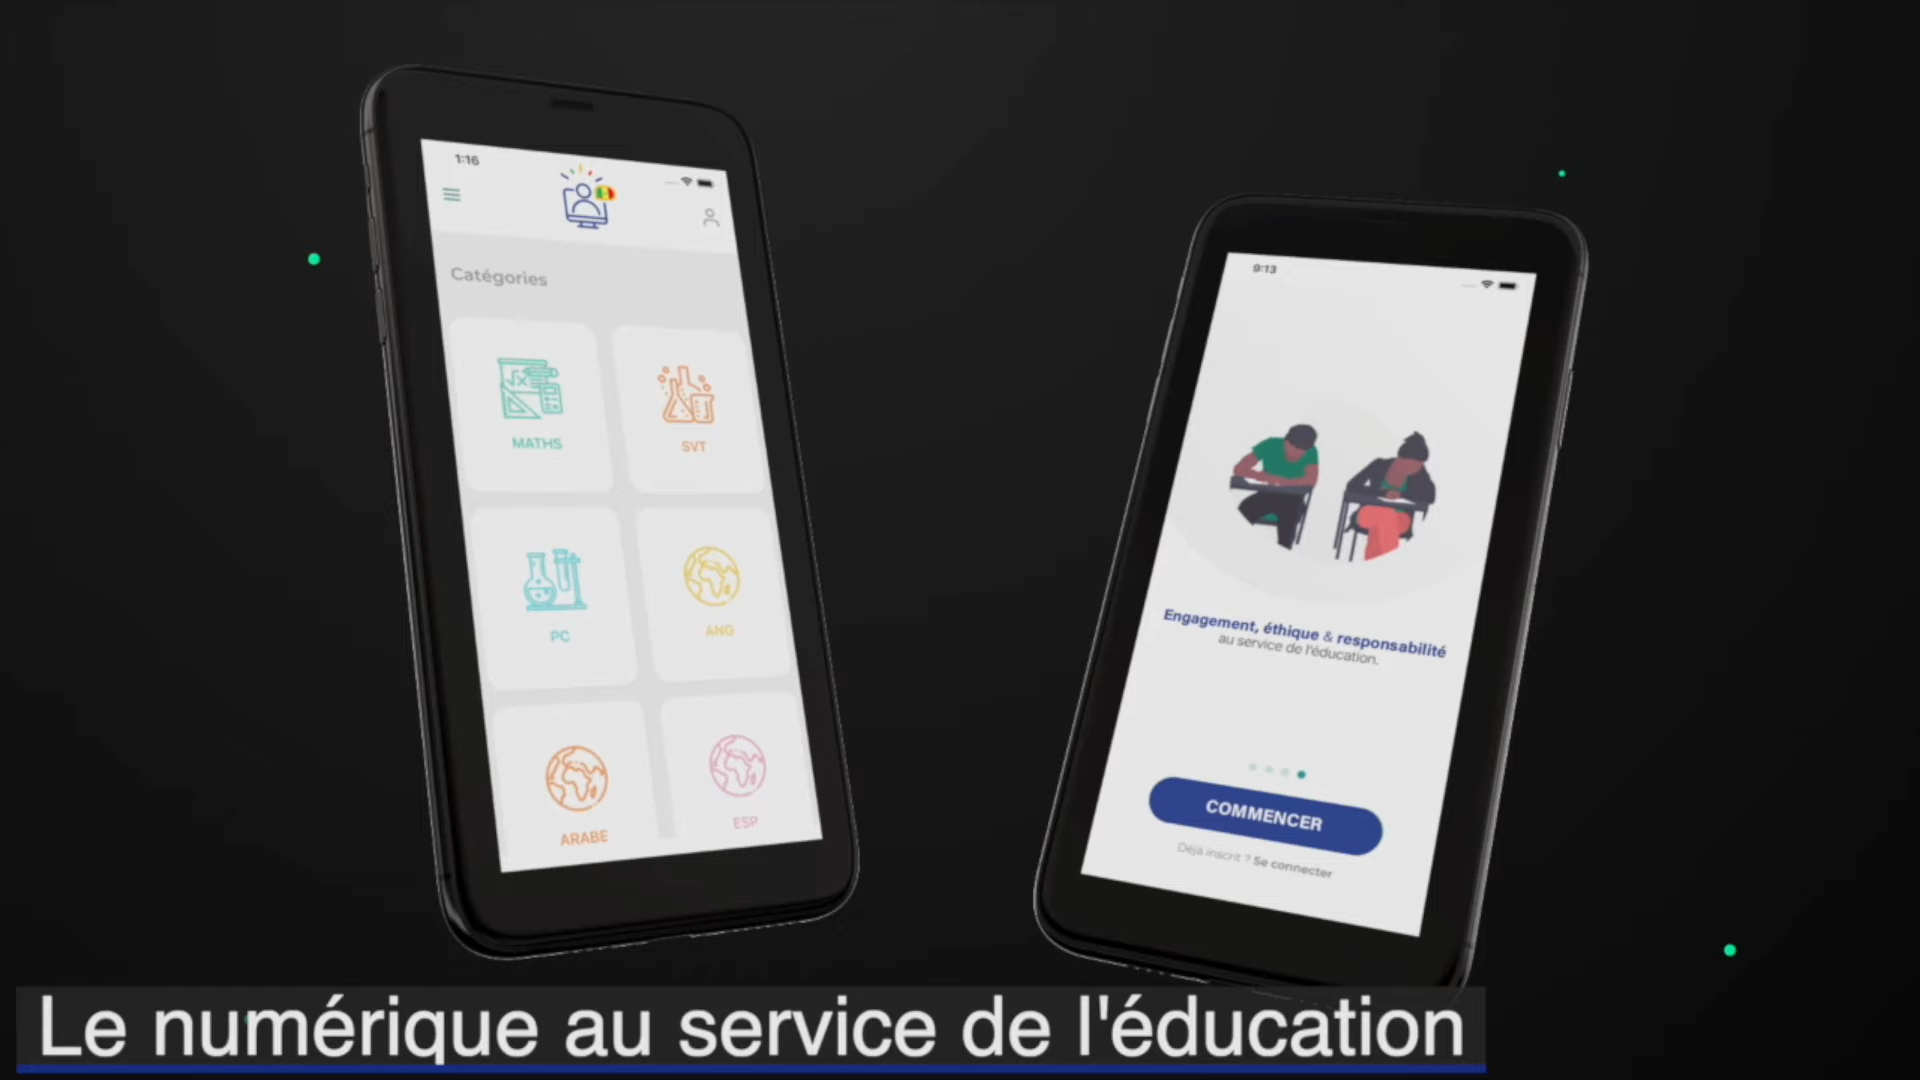 1:16
Catégories
MATHS
SVT
PC
ANG
ARABE
ESP
9:13
Engagement, éthique & responsabilité
au service de l'éducation.
COMMENCER
Déjà inscrit ? Se connecter
Le numérique au service de l'éducation